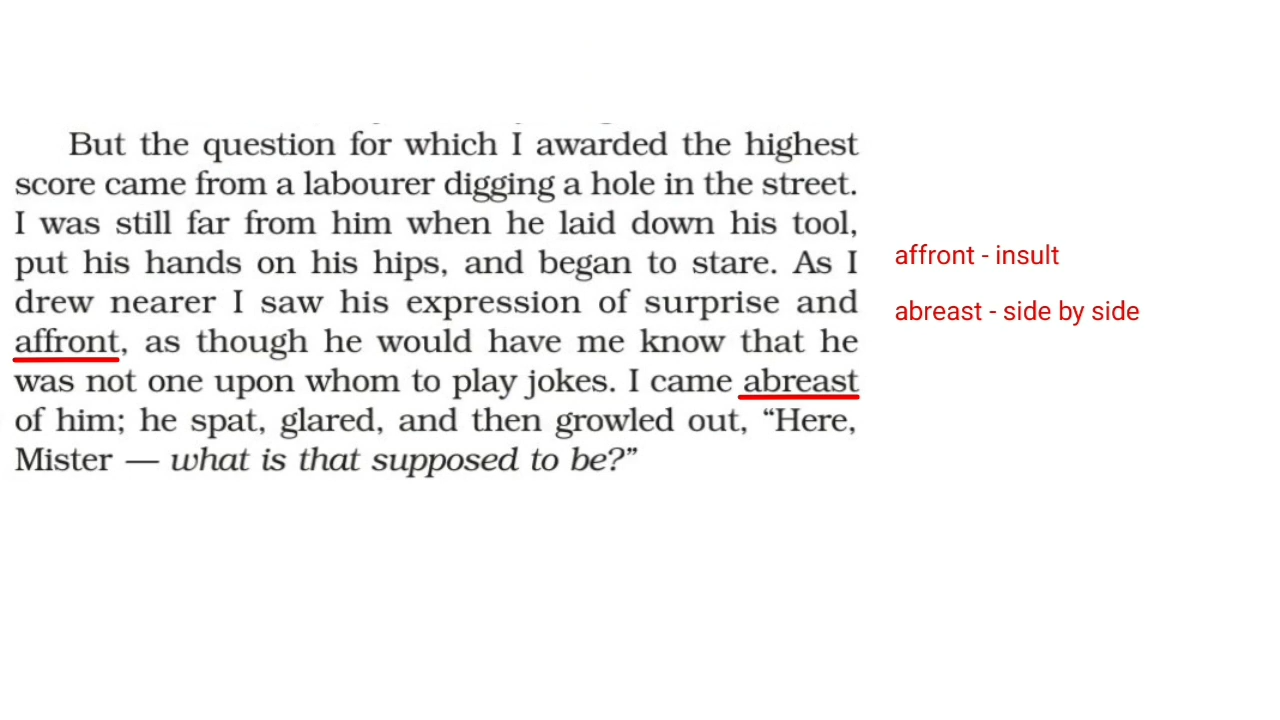 But the question for which I awarded the highest
score came from a labourer digging a hole in the street.
I was still far from him when he laid down his tool,
put his hands on his hips, and began to stare. As I
drew nearer I saw his expression of surprise and
affront, as though he would have me know that he
was not one upon whom to play jokes. I came abreast
of him; he spat, glared, and then growled out, “Here,
Mister — what is that supposed to be?”
affront - insult
abreast - side by side